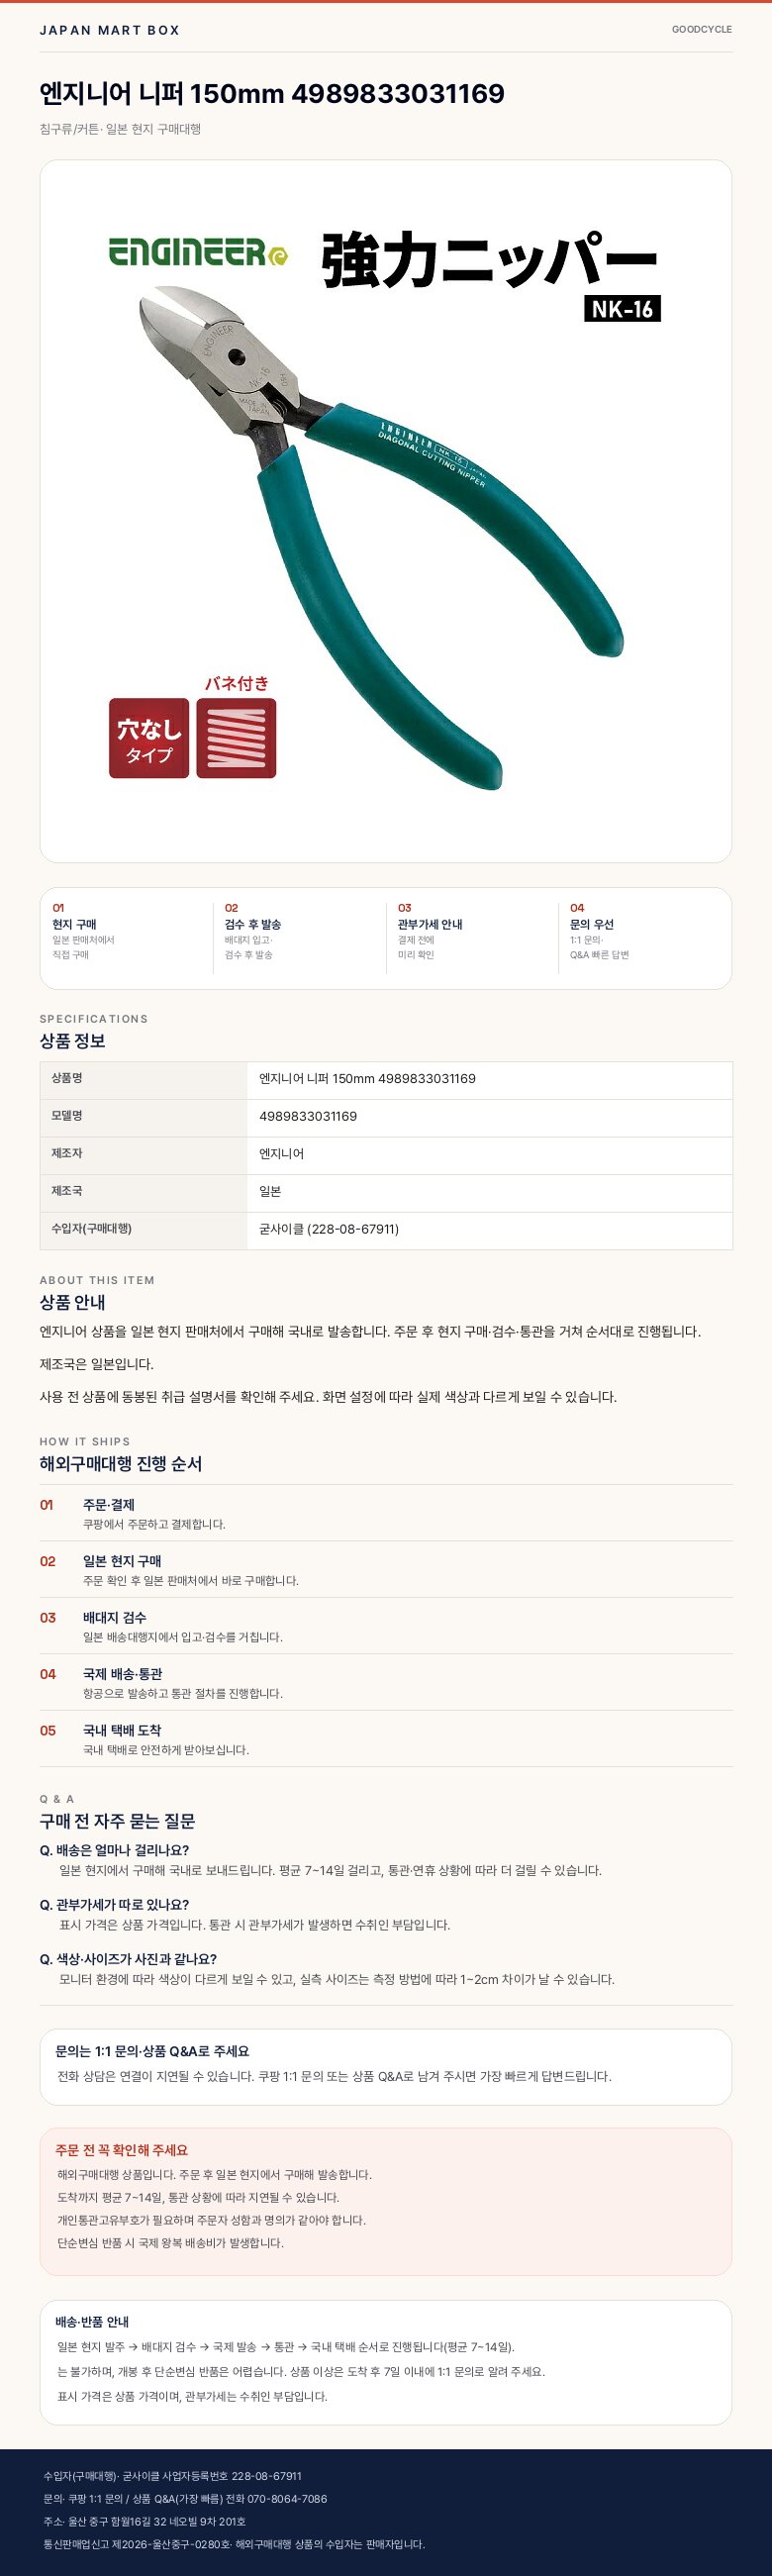 JAPAN MART BOX
GOODCYCLE
엔지니어 니퍼 150mm 4989833031169
침구류/커튼· 일본 현지 구매대행
ENGINEER
強力ニッパー
NK-16
ENGINEER
NK-16
MADE IN
JAPAN
ENGINEER NK-16 JAPAN
DIAGONAL CUTTING NIPPER
バネ付き
穴なし
タイプ
01
현지 구매
일본 판매처에서
직접 구매
02
검수 후 발송
배대지 입고·
검수 후 발송
03
관부가세 안내
결제 전에
미리 확인
04
문의 우선
1:1 문의·
Q&A 빠른 답변
SPECIFICATIONS
상품 정보
상품명 엔지니어 니퍼 150mm 4989833031169
모델명 4989833031169
제조자 엔지니어
제조국 일본
수입자(구매대행) 굳사이클 (228-08-67911)
ABOUT THIS ITEM
상품 안내
엔지니어 상품을 일본 현지 판매처에서 구매해 국내로 발송합니다. 주문 후 현지 구매·검수·통관을 거쳐 순서대로 진행됩니다.
제조국은 일본입니다.
사용 전 상품에 동봉된 취급 설명서를 확인해 주세요. 화면 설정에 따라 실제 색상과 다르게 보일 수 있습니다.
HOW IT SHIPS
해외구매대행 진행 순서
01 주문·결제
쿠팡에서 주문하고 결제합니다.
02 일본 현지 구매
주문 확인 후 일본 판매처에서 바로 구매합니다.
03 배대지 검수
일본 배송대행지에서 입고·검수를 거칩니다.
04 국제 배송·통관
항공으로 발송하고 통관 절차를 진행합니다.
05 국내 택배 도착
국내 택배로 안전하게 받아보십니다.
Q & A
구매 전 자주 묻는 질문
Q. 배송은 얼마나 걸리나요?
일본 현지에서 구매해 국내로 보내드립니다. 평균 7~14일 걸리고, 통관·연휴 상황에 따라 더 걸릴 수 있습니다.
Q. 관부가세가 따로 있나요?
표시 가격은 상품 가격입니다. 통관 시 관부가세가 발생하면 수취인 부담입니다.
Q. 색상·사이즈가 사진과 같나요?
모니터 환경에 따라 색상이 다르게 보일 수 있고, 실측 사이즈는 측정 방법에 따라 1~2cm 차이가 날 수 있습니다.
문의는 1:1 문의·상품 Q&A로 주세요
전화 상담은 연결이 지연될 수 있습니다. 쿠팡 1:1 문의 또는 상품 Q&A로 남겨 주시면 가장 빠르게 답변드립니다.
주문 전 꼭 확인해 주세요
해외구매대행 상품입니다. 주문 후 일본 현지에서 구매해 발송합니다.
도착까지 평균 7~14일, 통관 상황에 따라 지연될 수 있습니다.
개인통관고유부호가 필요하며 주문자 성함과 명의가 같아야 합니다.
단순변심 반품 시 국제 왕복 배송비가 발생합니다.
배송·반품 안내
일본 현지 발주 → 배대지 검수 → 국제 발송 → 통관 → 국내 택배 순서로 진행됩니다(평균 7~14일).
는 불가하며, 개봉 후 단순변심 반품은 어렵습니다. 상품 이상은 도착 후 7일 이내에 1:1 문의로 알려 주세요.
표시 가격은 상품 가격이며, 관부가세는 수취인 부담입니다.
수입자(구매대행)· 굳사이클 사업자등록번호 228-08-67911
문의· 쿠팡 1:1 문의 / 상품 Q&A(가장 빠름) 전화 070-8064-7086
주소· 울산 중구 함월16길 32 네오빌 9차 201호
통신판매업신고 제2026-울산중구-0280호· 해외구매대행 상품의 수입자는 판매자입니다.